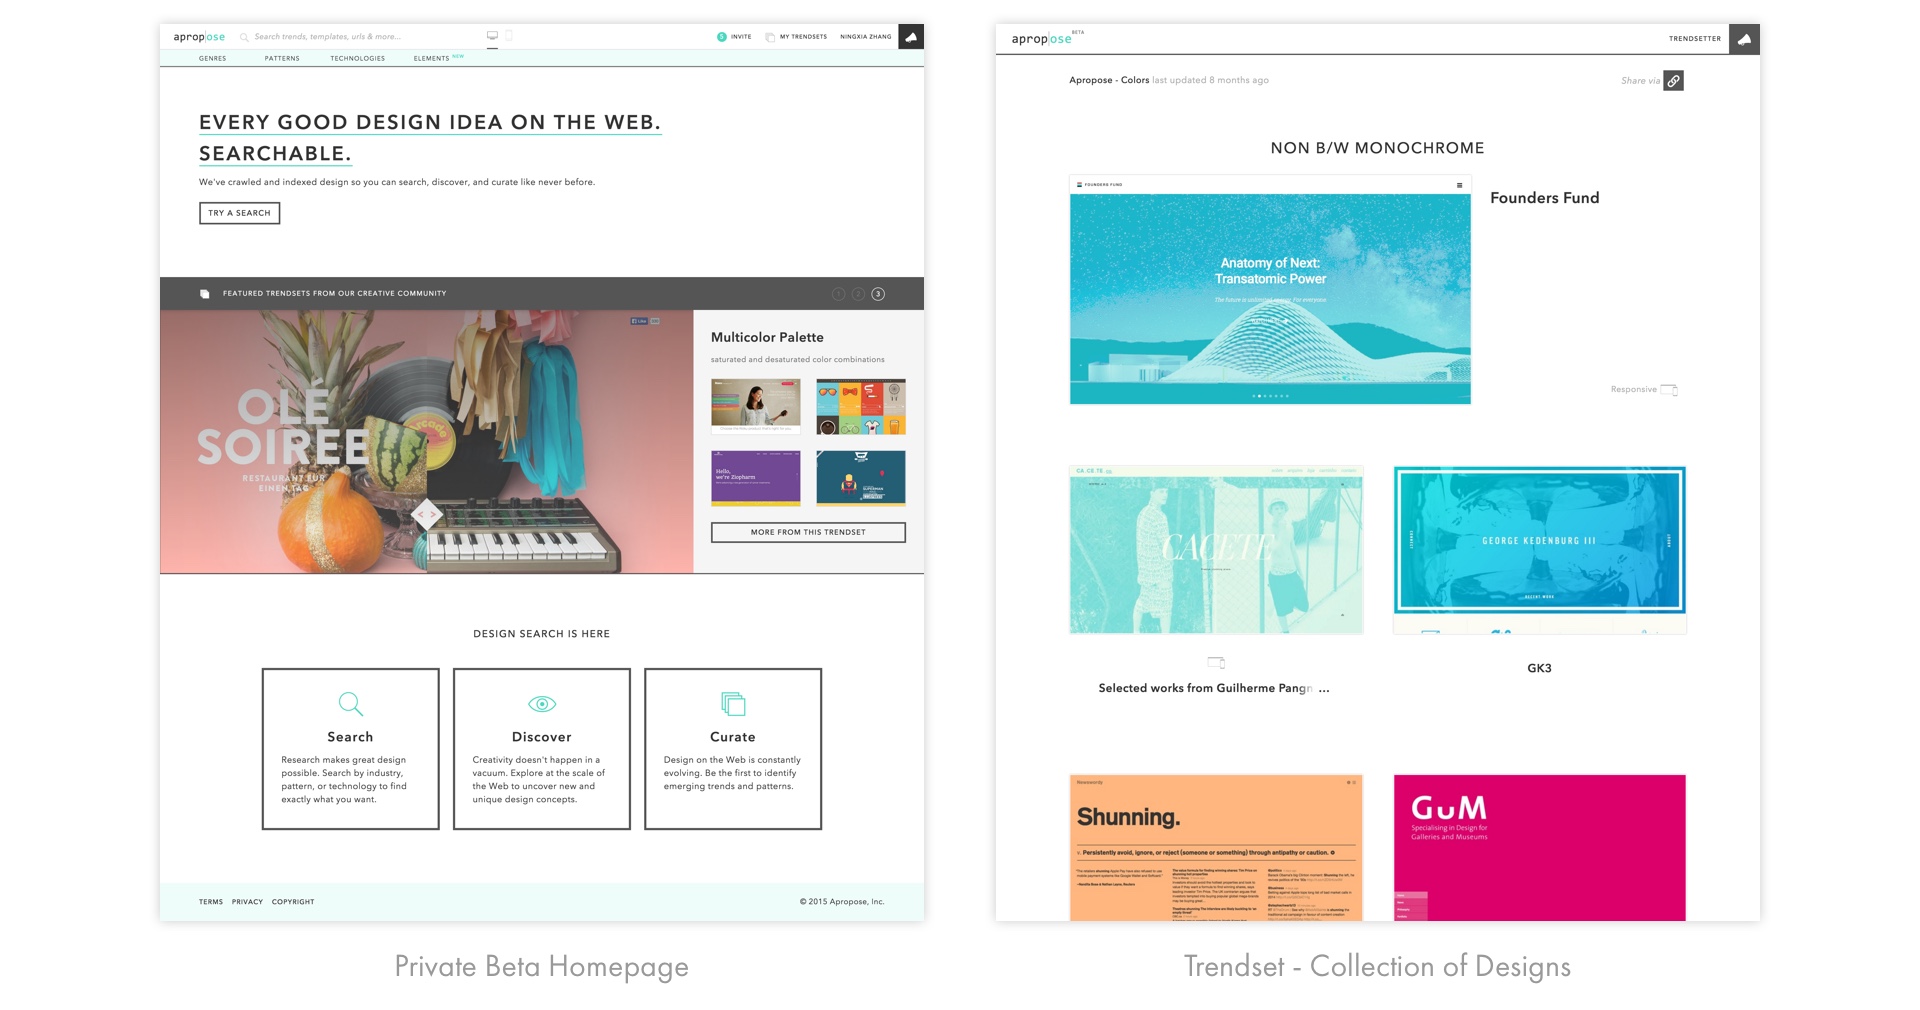 apropose
Search trends, templates, urls & more...
INVITE
MY TRENDSETS
NINGXIA ZHANG
GENRES
PATTERNS
TECHNOLOGIES
ELEMENTS NEW
EVERY GOOD DESIGN IDEA ON THE WEB.
SEARCHABLE.
We've crawled and indexed design so you can search, discover, and curate like never before.
TRY A SEARCH
FEATURED TRENDSETS FROM OUR CREATIVE COMMUNITY
1 2 3
OLÉ
SOIREE
RESTAURANT FÜR
EINEN TAG
Arcade
Like
Multicolor Palette
saturated and desaturated color combinations
Hello,
we're Ziopharm
MORE FROM THIS TRENDSET
DESIGN SEARCH IS HERE
Search
Research makes great design
possible. Search by industry,
pattern, or technology to find
exactly what you want.
Discover
Creativity doesn't happen in a
vacuum. Explore at the scale of
the Web to uncover new and
unique design concepts.
Curate
Design on the Web is constantly
evolving. Be the first to identify
emerging trends and patterns.
TERMS PRIVACY COPYRIGHT
© 2015 Apropose, Inc.
Private Beta Homepage
apropose BETA
TRENDSETTER
Apropose - Colors last updated 8 months ago
Share via
NON B/W MONOCHROME
FOUNDERS FUND
Anatomy of Next:
Transatomic Power
Founders Fund
Responsive
CA.CE.TE.
CACETE
Selected works from Guilherme Pangn ...
GEORGE KEDENBURG III
RECENT WORK
ABOUT
GK3
Newswordy
Shunning.
v. Persistently avoid, ignore, or reject (someone or something) through antipathy or caution.
GuM
Specialising in Design for
Galleries and Museums
Trendset - Collection of Designs